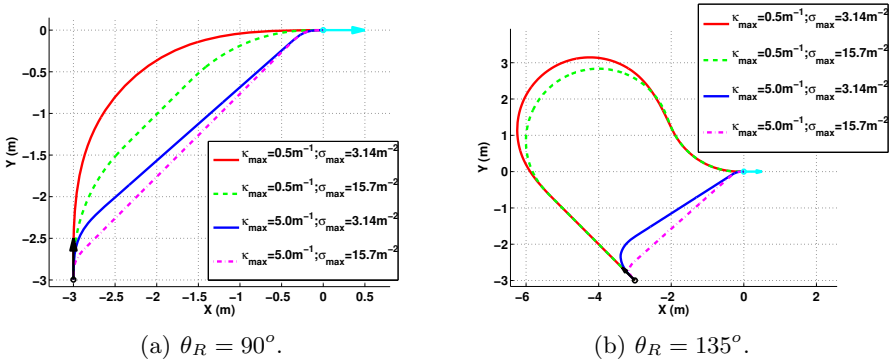 0
−0.5
−1
−1.5
−2
−2.5
−3
Y (m)
−3 −2.5 −2 −1.5 −1 −0.5 0 0.5
X (m)
κmax=0.5m−1;σmax=3.14m−2
κmax=0.5m−1;σmax=15.7m−2
κmax=5.0m−1;σmax=3.14m−2
κmax=5.0m−1;σmax=15.7m−2
(a) θR = 90o.
κmax=0.5m−1;σmax=3.14m−2
κmax=0.5m−1;σmax=15.7m−2
κmax=5.0m−1;σmax=3.14m−2
κmax=5.0m−1;σmax=15.7m−2
3
2
1
0
−1
−2
−3
Y (m)
−6 −4 −2 0 2
X (m)
(b) θR = 135o.